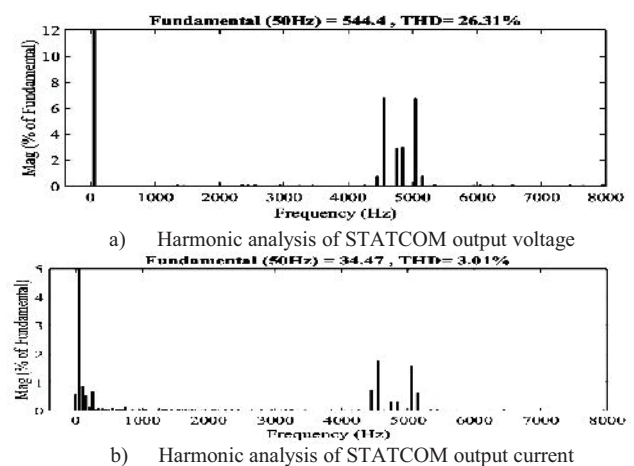 Fundamental (50Hz) = 544.4 , THD= 26.31%
Mag (% of Fundamental)
12
10
8
6
4
2
0
0 1000 2000 3000 4000 5000 6000 7000 8000
Frequency (Hz)
a) Harmonic analysis of STATCOM output voltage
Fundamental (50Hz) = 34.47 , THD= 3.01%
Mag (% of Fundamental)
5
4
3
2
1
0
0 1000 2000 3000 4000 5000 6000 7000 8000
Frequency (Hz)
b) Harmonic analysis of STATCOM output current